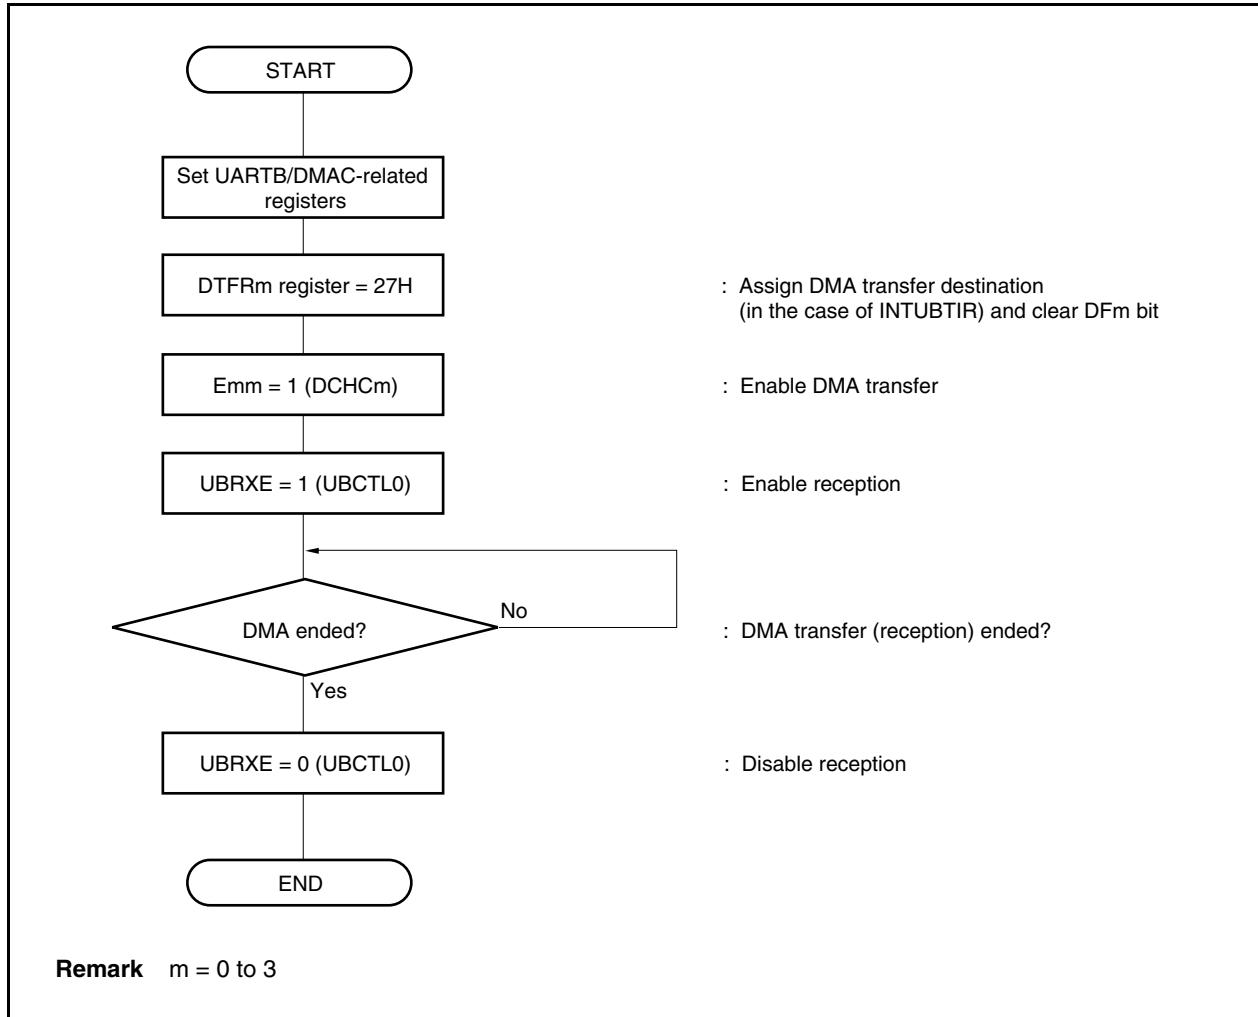 START
Set UARTB/DMAC-related
registers
DTFRm register = 27H
: Assign DMA transfer destination
(in the case of INTUBTIR) and clear DFm bit
Emm = 1 (DCHCm)
: Enable DMA transfer
UBRXE = 1 (UBCTL0)
: Enable reception
No
DMA ended?
: DMA transfer (reception) ended?
Yes
UBRXE = 0 (UBCTL0)
: Disable reception
END
Remark m = 0 to 3